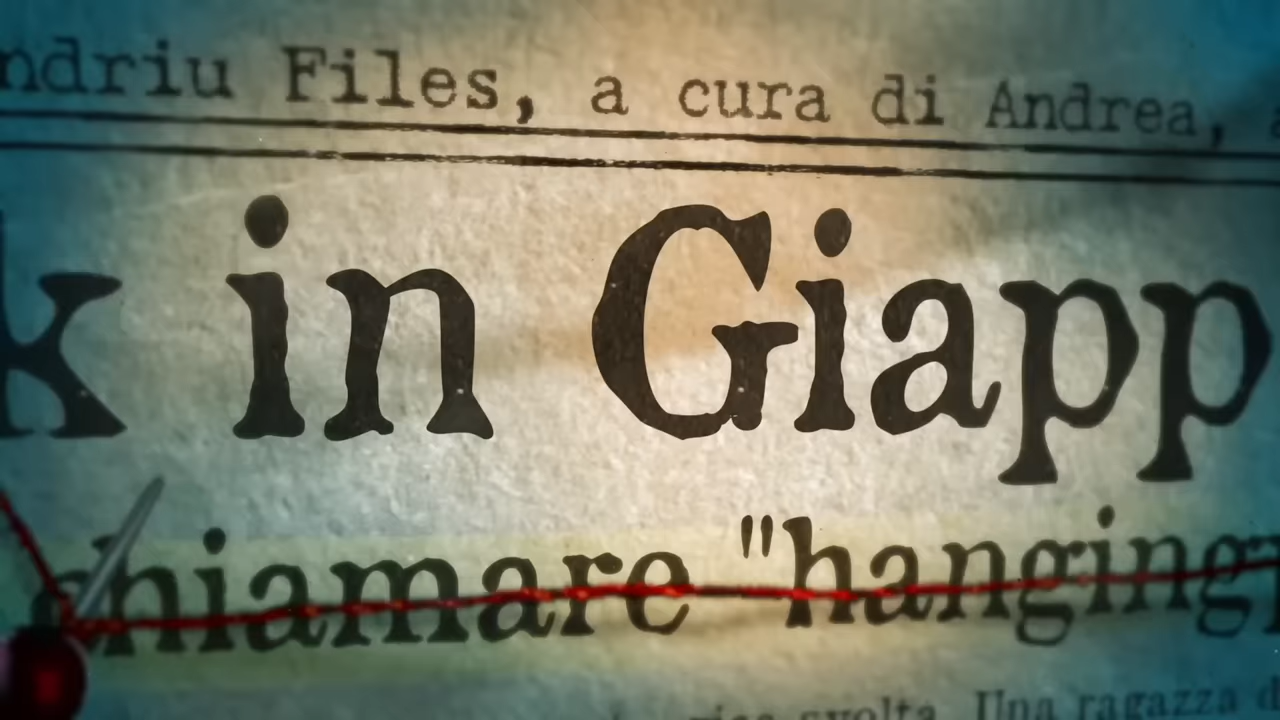 ndriu Files, a cura di Andrea,
k in Giapp
chiamare "hanging
svolta. Una ragazza d